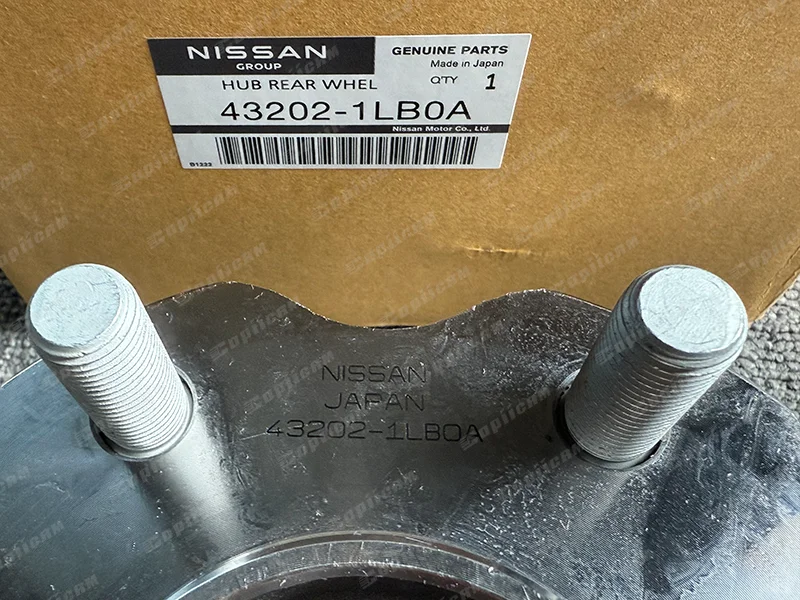 NISSAN
GROUP
GENUINE PARTS
Made in Japan
HUB REAR WHEL
Q'TY 1
43202-1LB0A
Nissan Motor Co., Ltd.
B1222
NISSAN
JAPAN
43202-1LB0A